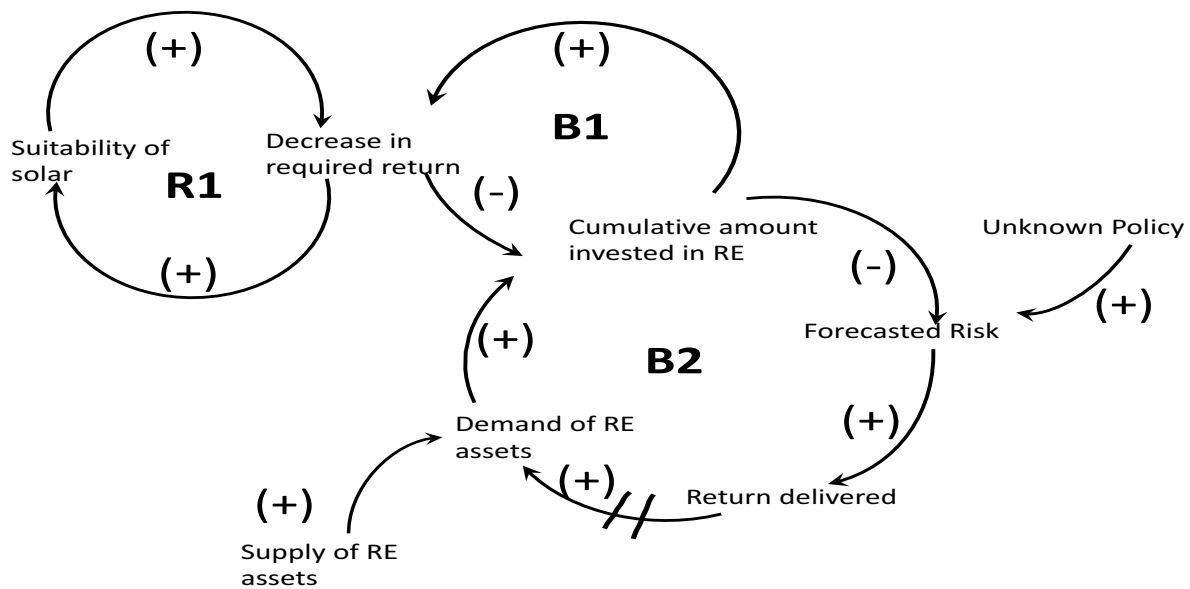 (+)
(+)
B1
Suitability of
solar
Decrease in
required return
R1
(-)
(+)
Cumulative amount
invested in RE
Unknown Policy
(-)
(+)
Forecasted Risk
(+)
B2
Demand of RE
assets
(+)
(+)
Return delivered
(+)
Supply of RE
assets